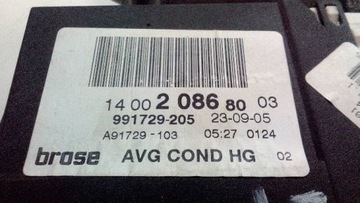 14 00 2 086 80 03
991729-205 23-09-05
A91729-103 05:27 0124
brose AVG COND HG 02